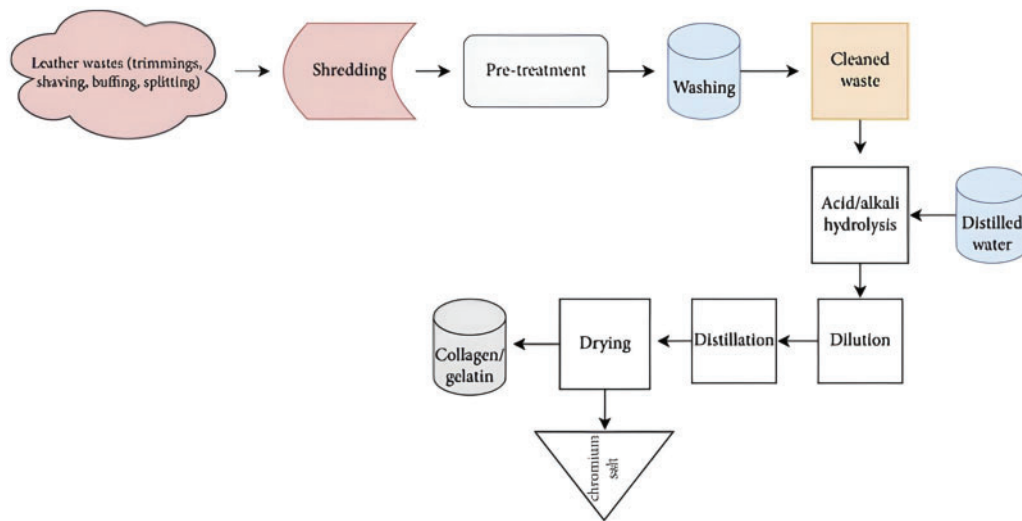 Leather wastes (trimmings,
shaving, buffing, splitting)
Shredding
Pre-treatment
Washing
Cleaned
waste
Acid/alkali
hydrolysis
Distilled
water
Dilution
Distillation
Drying
Collagen/
gelatin
chromium
salt